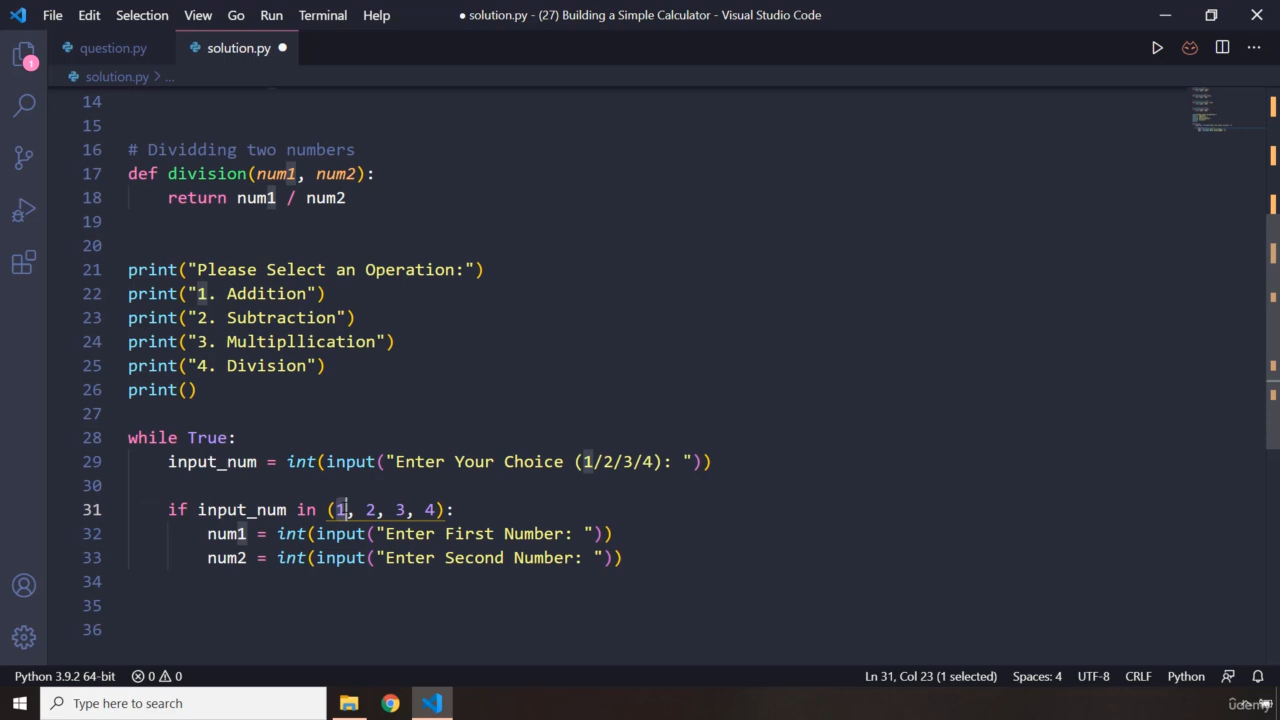 File Edit Selection View Go Run Terminal Help ● solution.py - (27) Building a Simple Calculator - Visual Studio Code
question.py solution.py
solution.py > ...
1
14
15
16 # Dividding two numbers
17 def division(num1, num2):
18 return num1 / num2
19
20
21 print("Please Select an Operation:")
22 print("1. Addition")
23 print("2. Subtraction")
24 print("3. Multipllication")
25 print("4. Division")
26 print()
27
28 while True:
29 input_num = int(input("Enter Your Choice (1/2/3/4): "))
30
31 if input_num in (1, 2, 3, 4):
32 num1 = int(input("Enter First Number: "))
33 num2 = int(input("Enter Second Number: "))
34
35
36
Python 3.9.2 64-bit 0 0 Ln 31, Col 23 (1 selected) Spaces: 4 UTF-8 CRLF Python
Type here to search
udemy